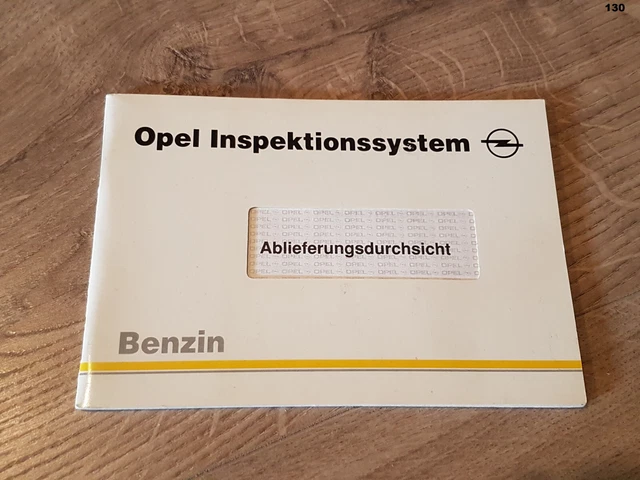 130
Opel Inspektionssystem
Ablieferungsdurchsicht
Benzin